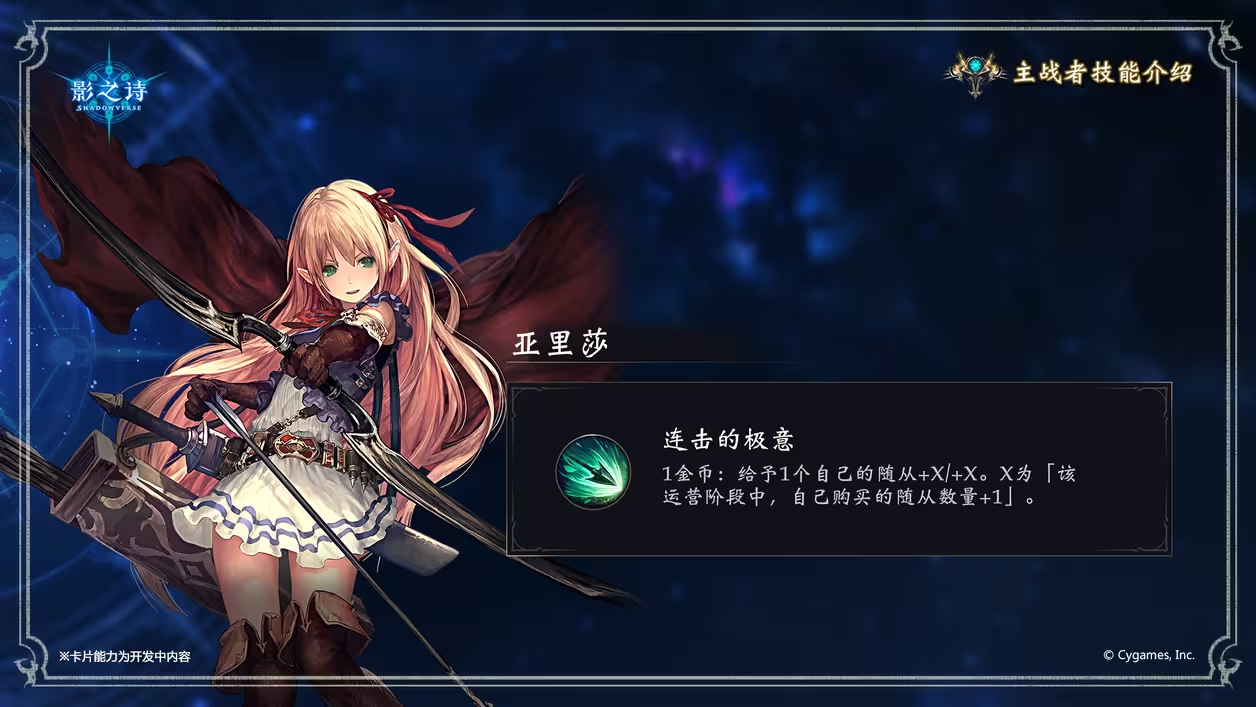 影之诗
SHADOWVERSE
主战者技能介绍
亚里莎
连击的极意
1金币：给予1个自己的随从+X/+X。X为「该
运营阶段中，自己购买的随从数量+1」。
※卡片能力为开发中内容
© Cygames, Inc.